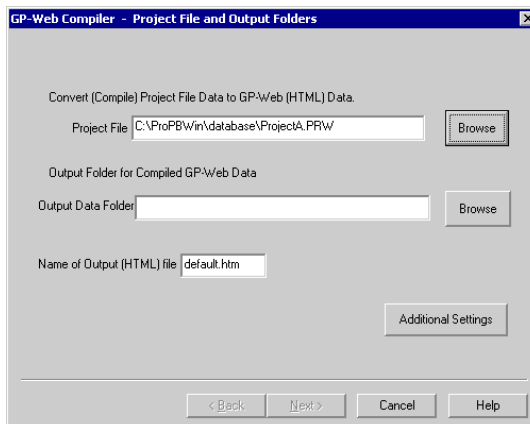 GP-Web Compiler - Project File and Output Folders
Convert (Compile) Project File Data to GP-Web (HTML) Data.
Project File C:\ProPBWin\database\ProjectA.PRW Browse
Output Folder for Compiled GP-Web Data
Output Data Folder Browse
Name of Output (HTML) file default.htm
Additional Settings
< Back Next > Cancel Help